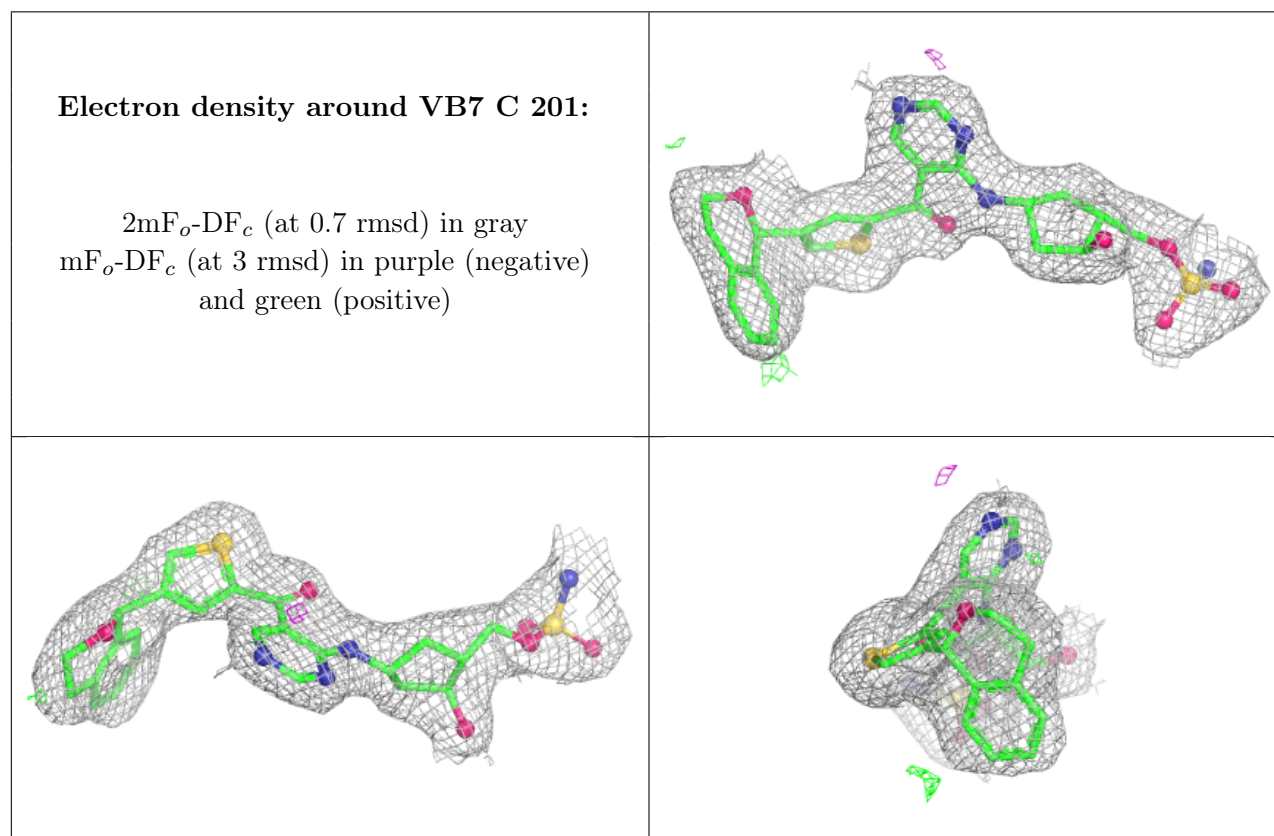 Electron density around VB7 C 201:
2mFo-DFc (at 0.7 rmsd) in gray
mFo-DFc (at 3 rmsd) in purple (negative)
and green (positive)